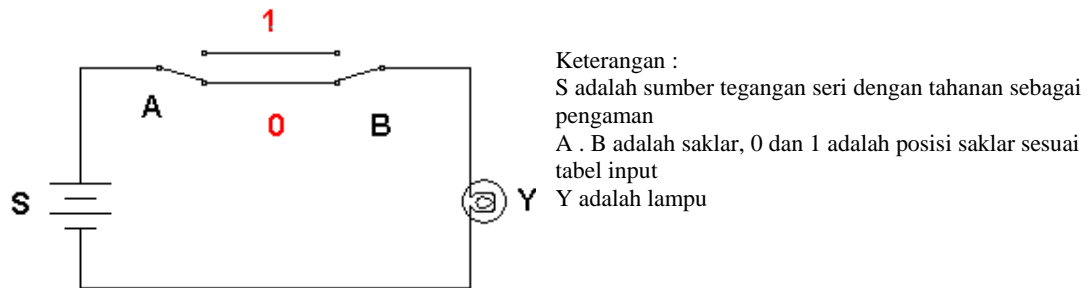 1
A
0
B
S
Y
Keterangan :
S adalah sumber tegangan seri dengan tahanan sebagai
pengaman
A . B adalah saklar, 0 dan 1 adalah posisi saklar sesuai
tabel input
Y adalah lampu